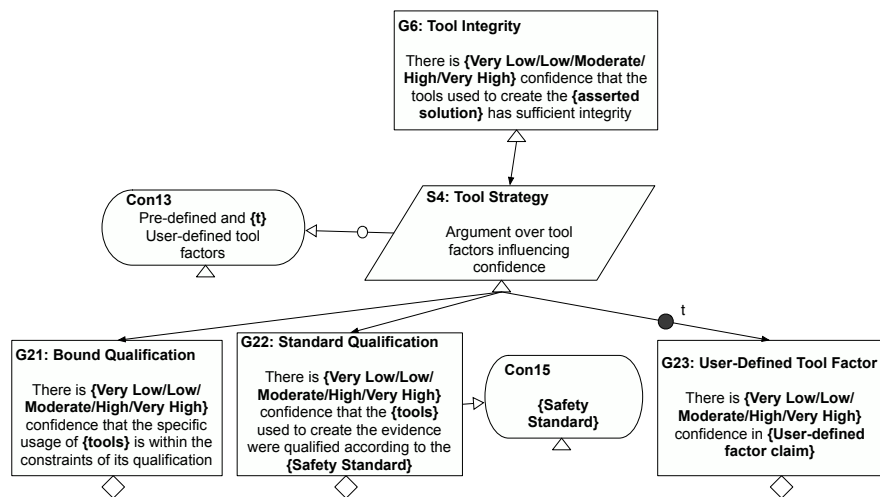 G6: Tool Integrity
There is {Very Low/Low/Moderate/
High/Very High} confidence that the
tools used to create the {asserted
solution} has sufficient integrity
Con13
Pre-defined and {t}
User-defined tool
factors
S4: Tool Strategy
Argument over tool
factors influencing
confidence
t
G21: Bound Qualification
There is {Very Low/Low/
Moderate/High/Very High}
confidence that the specific
usage of {tools} is within the
constraints of its qualification
G22: Standard Qualification
There is {Very Low/Low/
Moderate/High/Very High}
confidence that the {tools}
used to create the evidence
were qualified according to the
{Safety Standard}
Con15
{Safety
Standard}
G23: User-Defined Tool Factor
There is {Very Low/Low/
Moderate/High/Very High}
confidence in {User-defined
factor claim}